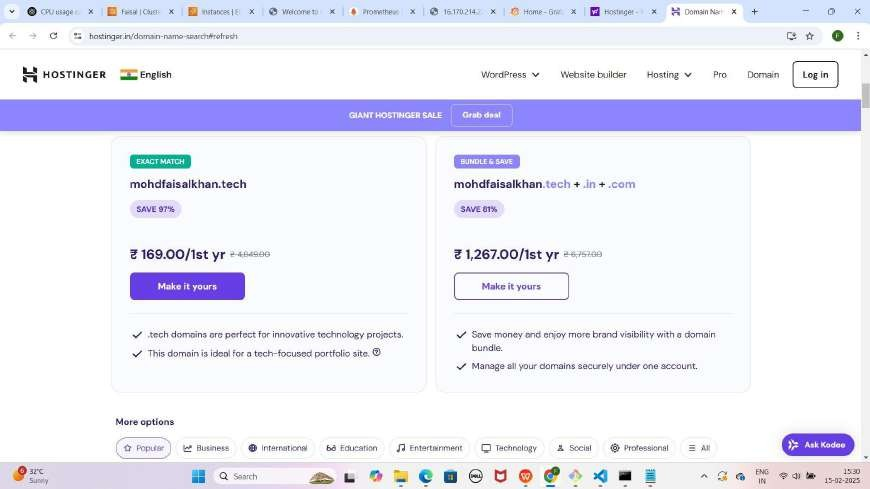 CPU usage
Faisal | Clust
Instances | E
Welcome to
Prometheus
16.170.214.2
Home - Graf
Hostinger -
Domain Nam
hostinger.in/domain-name-search#refresh
F
HOSTINGER
English
WordPress
Website builder
Hosting
Pro
Domain
Log in
GIANT HOSTINGER SALE
Grab deal
EXACT MATCH
mohdfaisalkhan.tech
SAVE 97%
₹ 169.00/1st yr ₹ 4,849.00
Make it yours
.tech domains are perfect for innovative technology projects.
This domain is ideal for a tech-focused portfolio site.
BUNDLE & SAVE
mohdfaisalkhan.tech + .in + .com
SAVE 81%
₹ 1,267.00/1st yr ₹ 6,757.00
Make it yours
Save money and enjoy more brand visibility with a domain
bundle.
Manage all your domains securely under one account.
More options
Popular
Business
International
Education
Entertainment
Technology
Social
Professional
All
Ask Kodee
6
32°C
Sunny
Search
DELL
ENG
IN
15:30
15-02-2025